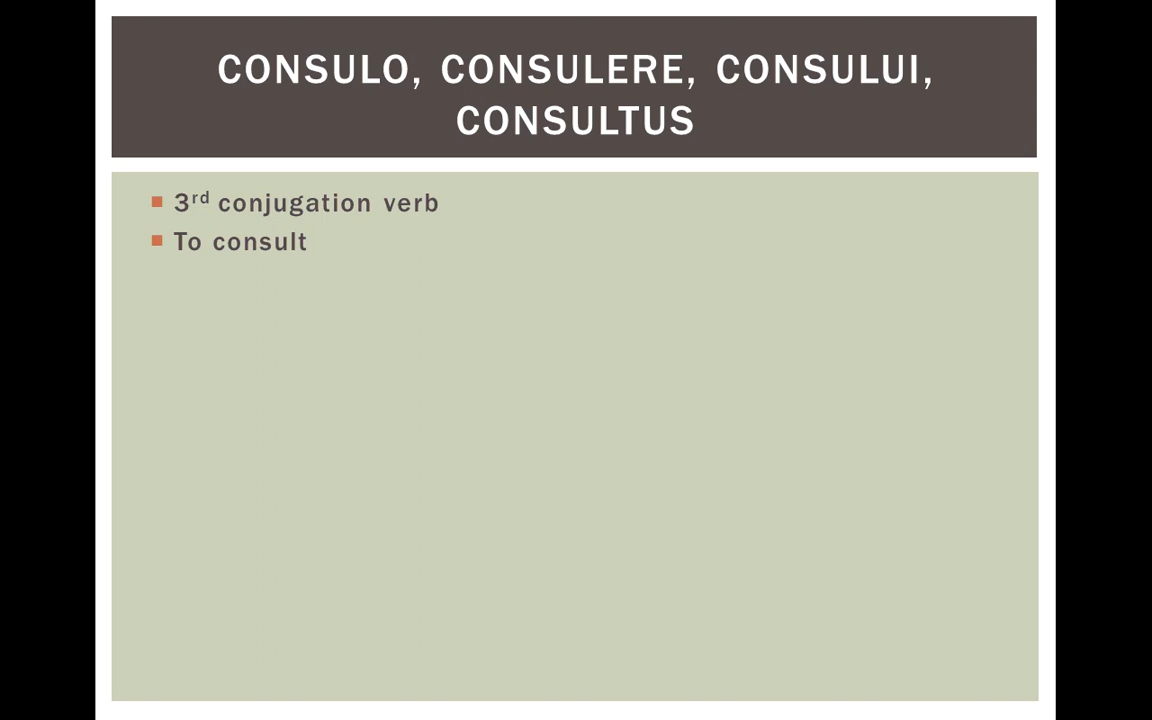 CONSULO, CONSULERE, CONSULUI,
CONSULTUS
3rd conjugation verb
To consult